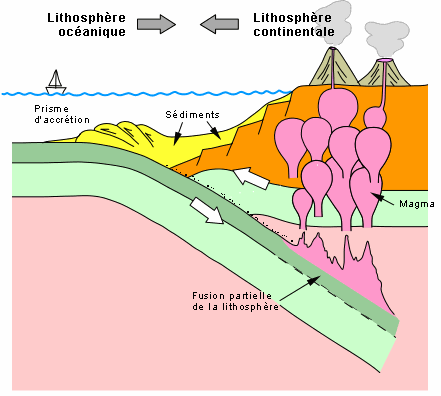 Lithosphère
océanique
Lithosphère
continentale
Prisme
d'accrétion
Sédiments
Magma
Fusion partielle
de la lithosphère